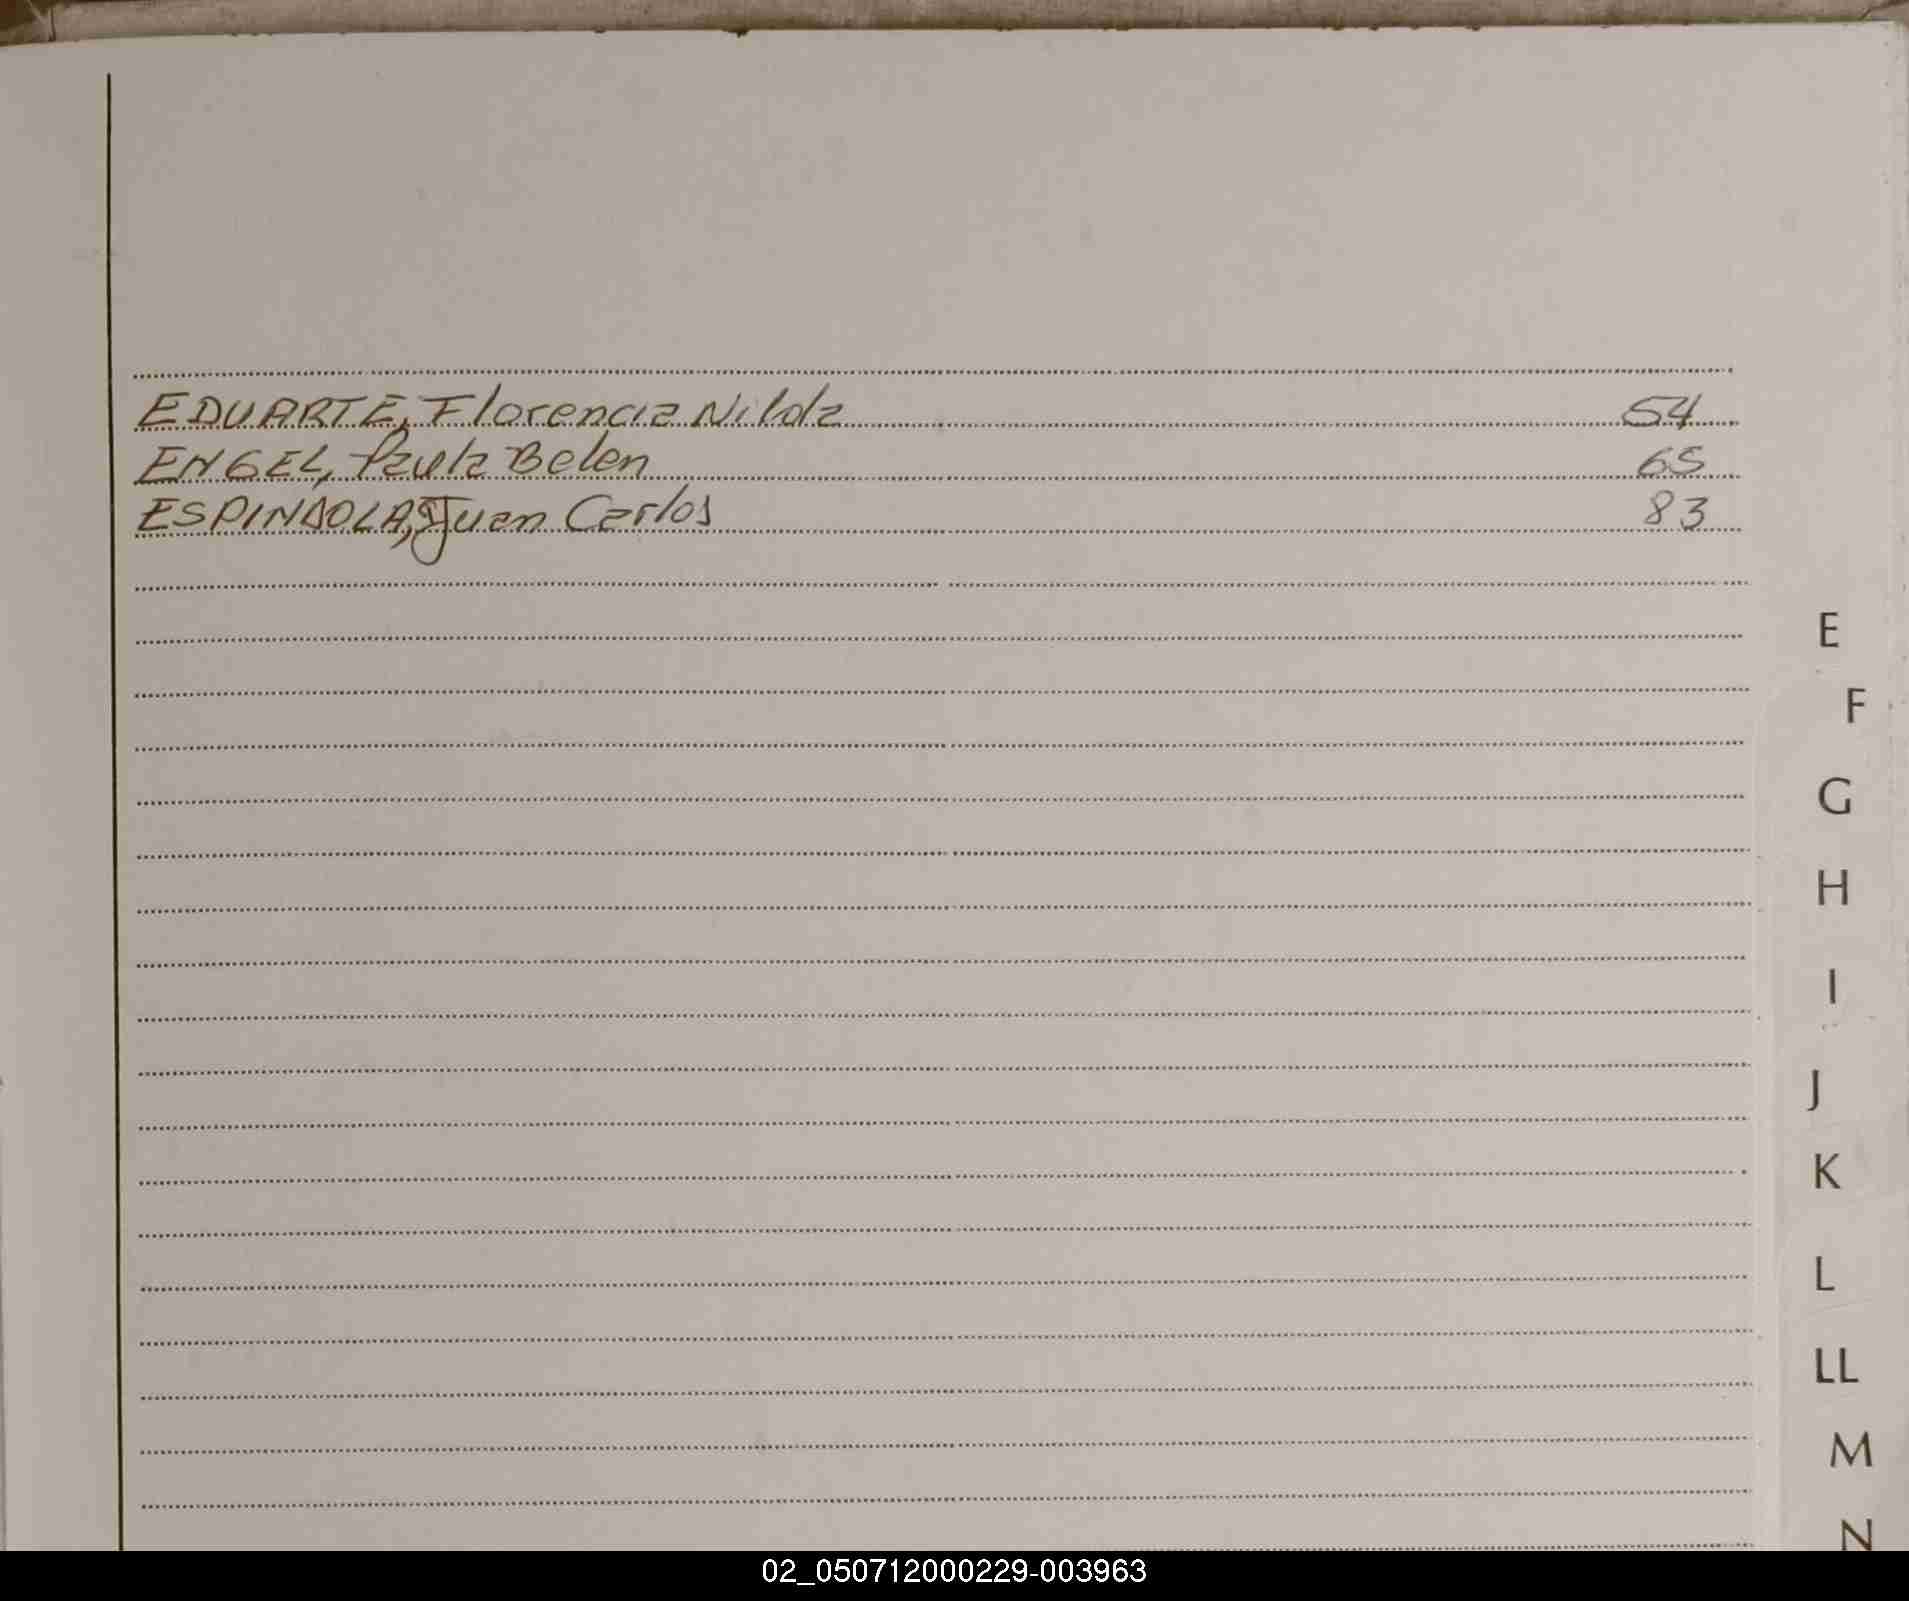 EDUARTE, Florencia Nilda 54
ENGEL, Paula Belen 65
ESPINDOLA, Juan Carlos 83
E
F
G
H
I
J
K
L
LL
M
N
02_050712000229-003963